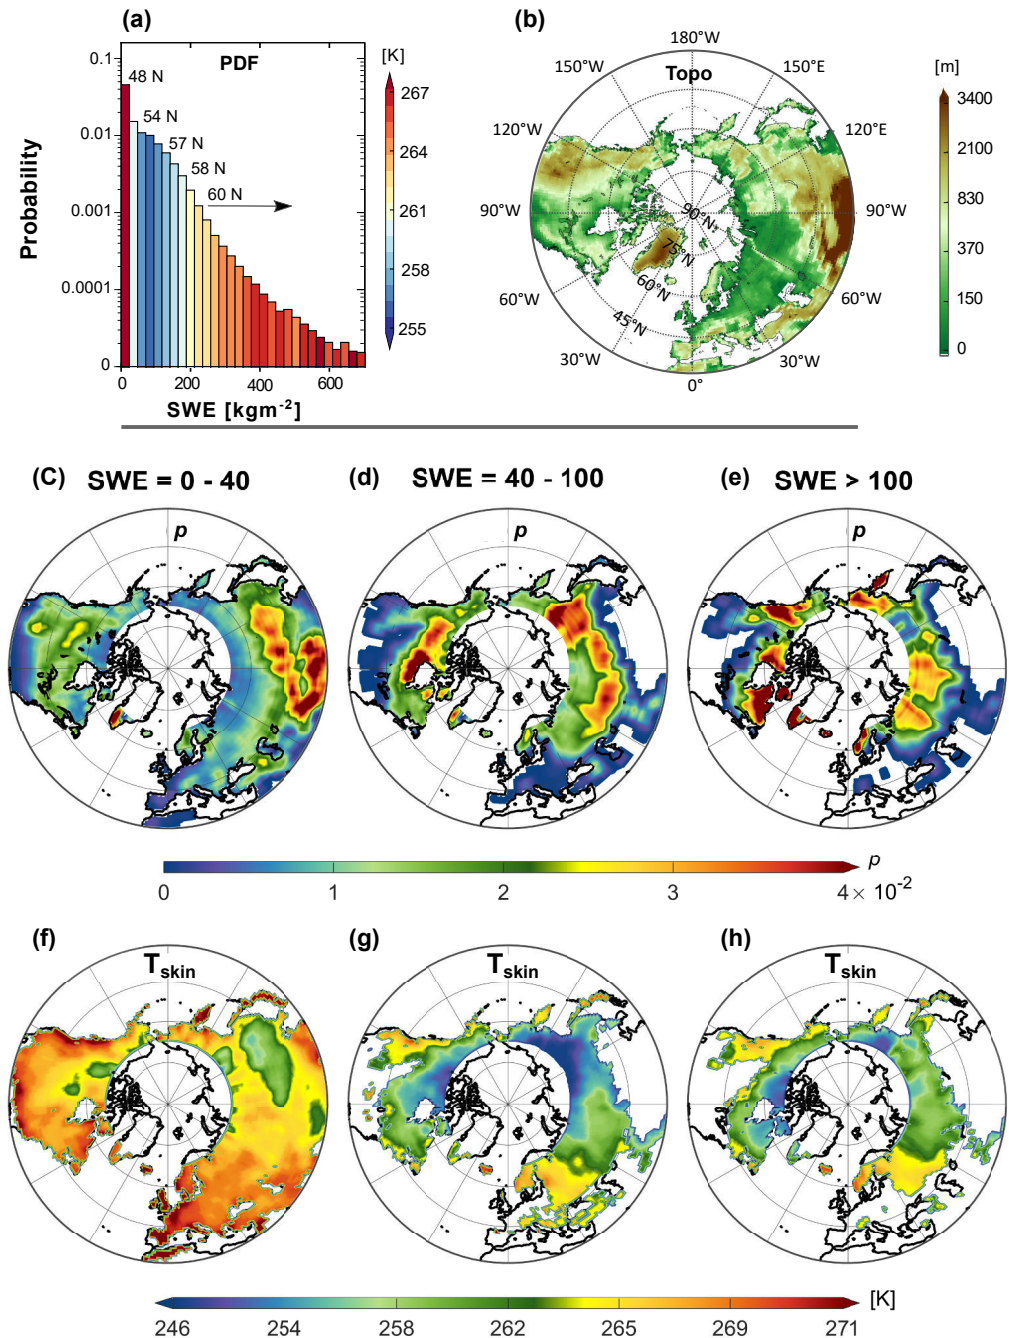 (a)
PDF
[K]
Probability
0.1
0.01
0.001
0.0001
0
48 N
54 N
57 N
58 N
60 N
0
200
400
600
SWE [kgm-2]
267
264
261
258
255
(b)
Topo
180°W
150°W
150°E
120°W
120°E
90°W
90°W
60°W
60°W
30°W
30°W
0°
90°N
75°N
60°N
45°N
[m]
3400
2100
830
370
150
0
(C) SWE = 0 - 40
(d) SWE = 40 - 100
(e) SWE > 100
p
p
p
p
0 1 2 3 4× 10-2
(f)
(g)
(h)
Tskin
Tskin
Tskin
[K]
246 254 258 262 265 269 271